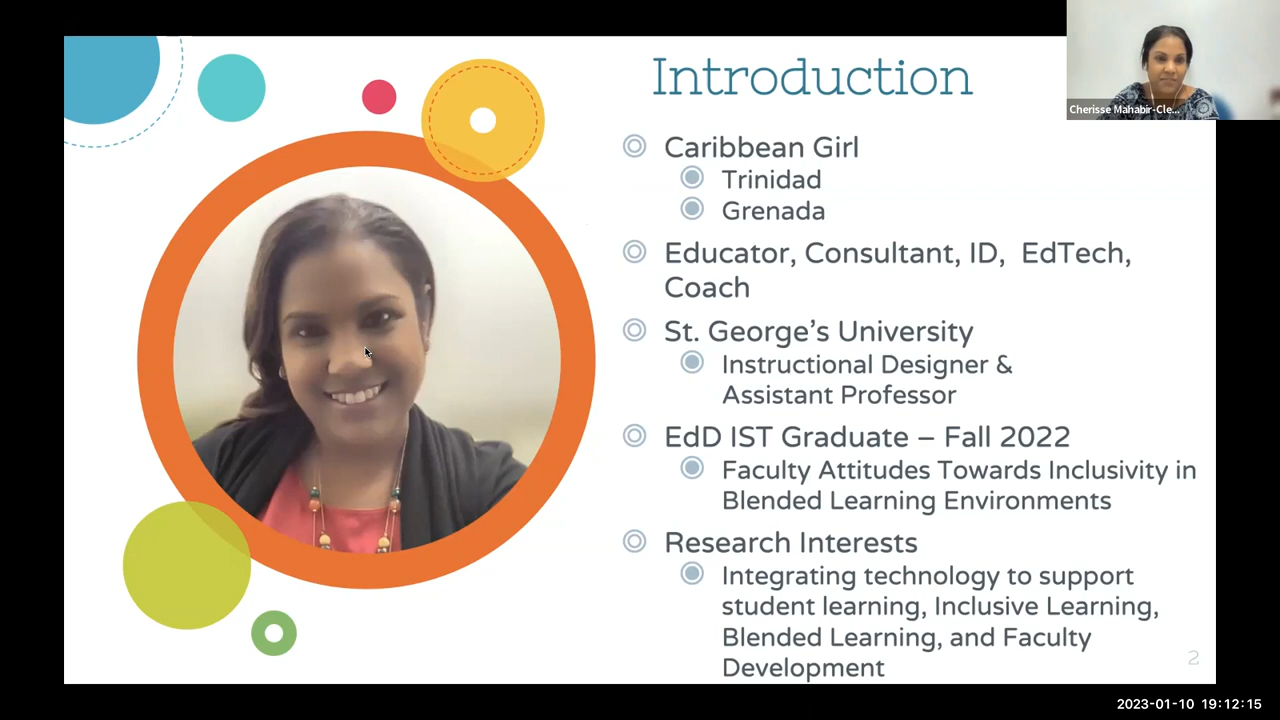 Introduction
Cherisse Mahabir-Cle...
Caribbean Girl
Trinidad
Grenada
Educator, Consultant, ID,  EdTech,
Coach
St. George’s University
Instructional Designer &
Assistant Professor
EdD IST Graduate – Fall 2022
Faculty Attitudes Towards Inclusivity in
Blended Learning Environments
Research Interests
Integrating technology to support
student learning, Inclusive Learning,
Blended Learning, and Faculty
Development
2
2023-01-10 19:12:15